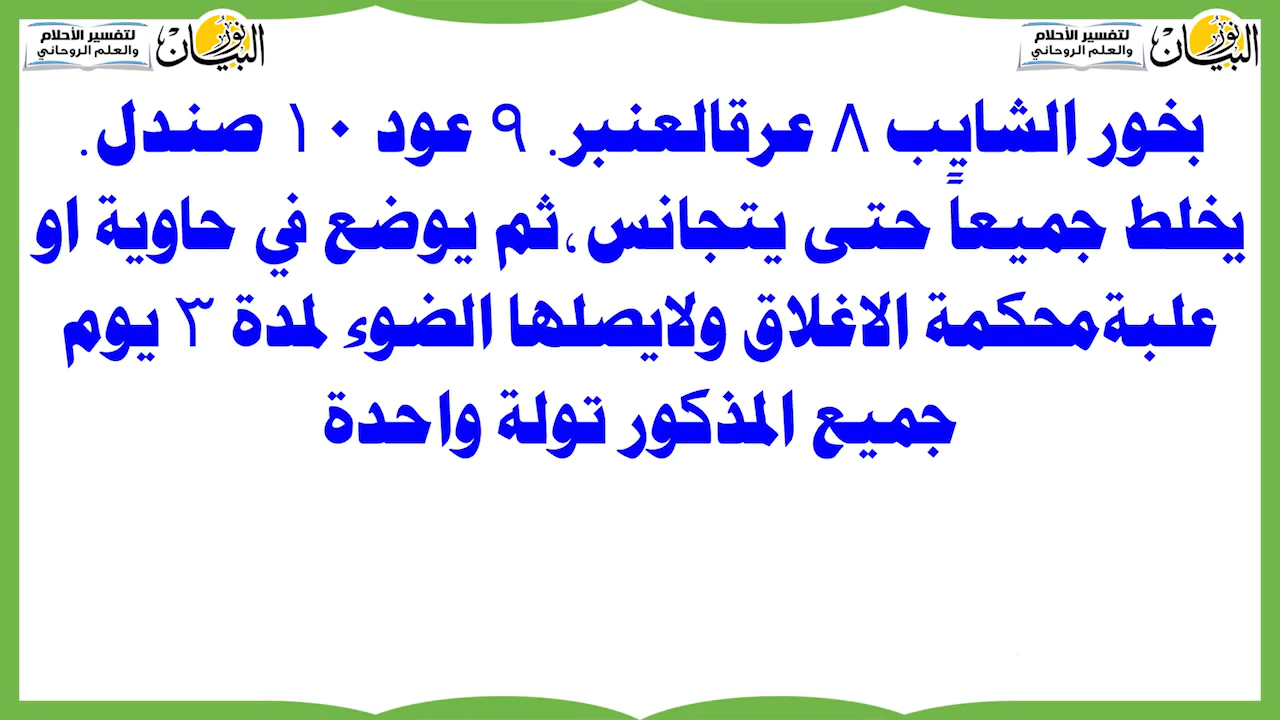 نور البيان
لتفسير الأحلام
والعلم الروحاني
نور البيان
لتفسير الأحلام
والعلم الروحاني
بخور الشايب ٨ عرقالعنبر. ٩ عود ١٠ صندل.
يخلط جميعاً حتى يتجانس،ثم يوضع في حاوية او
علبةمحكمة الاغلاق ولايصلها الضوء لمدة ٣ يوم
جميع المذكور تولة واحدة